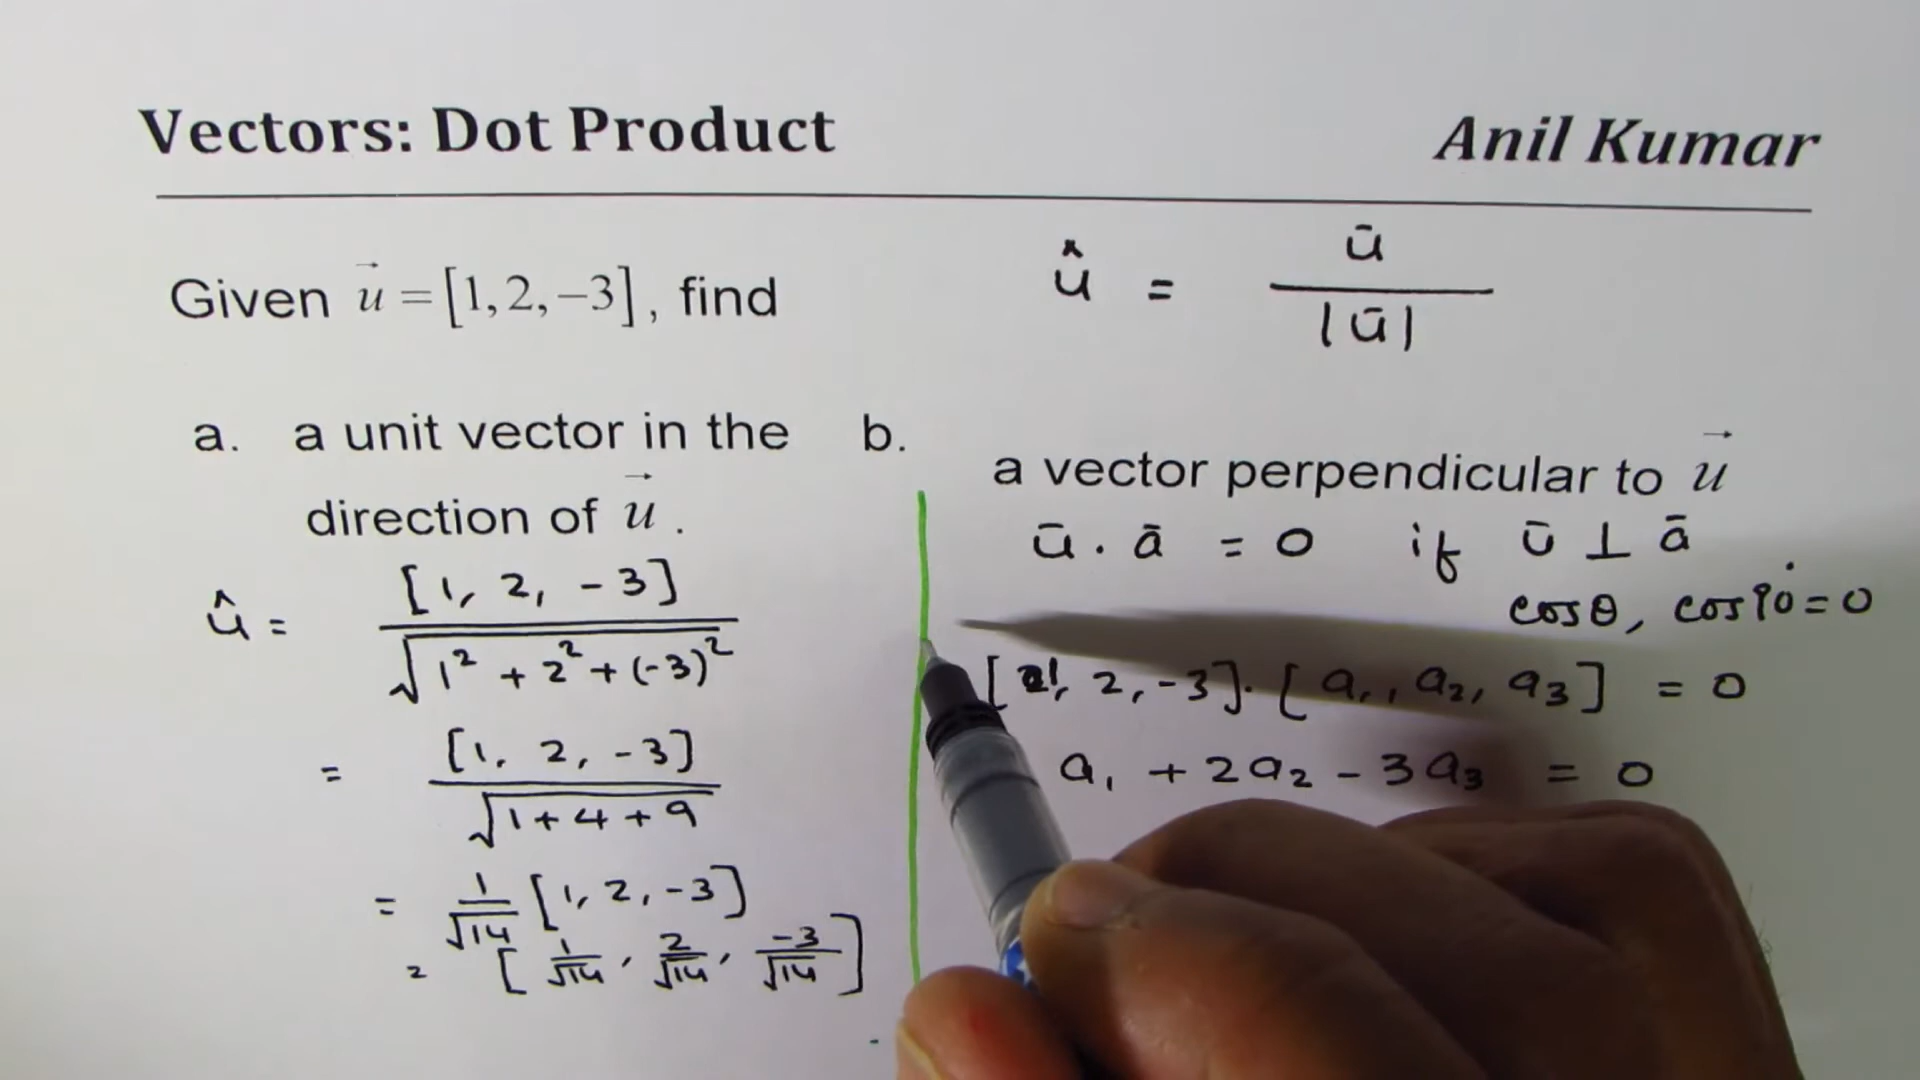 Vectors: Dot Product
Anil Kumar
Given u⃗ = [1, 2, −3], find
û = ū / |ū|
a. a unit vector in the
direction of u⃗ .
û = [1, 2, -3] / √(1² + 2² + (-3)²)
= [1, 2, -3] / √(1 + 4 + 9)
= 1/√14 [1, 2, -3]
= [1/√14, 2/√14, -3/√14]
b.
a vector perpendicular to u⃗
ū · ā = 0 if ū ⊥ ā
cosθ, cos90° = 0
[1, 2, -3] · [a₁, a₂, a₃] = 0
a₁ + 2a₂ - 3a₃ = 0